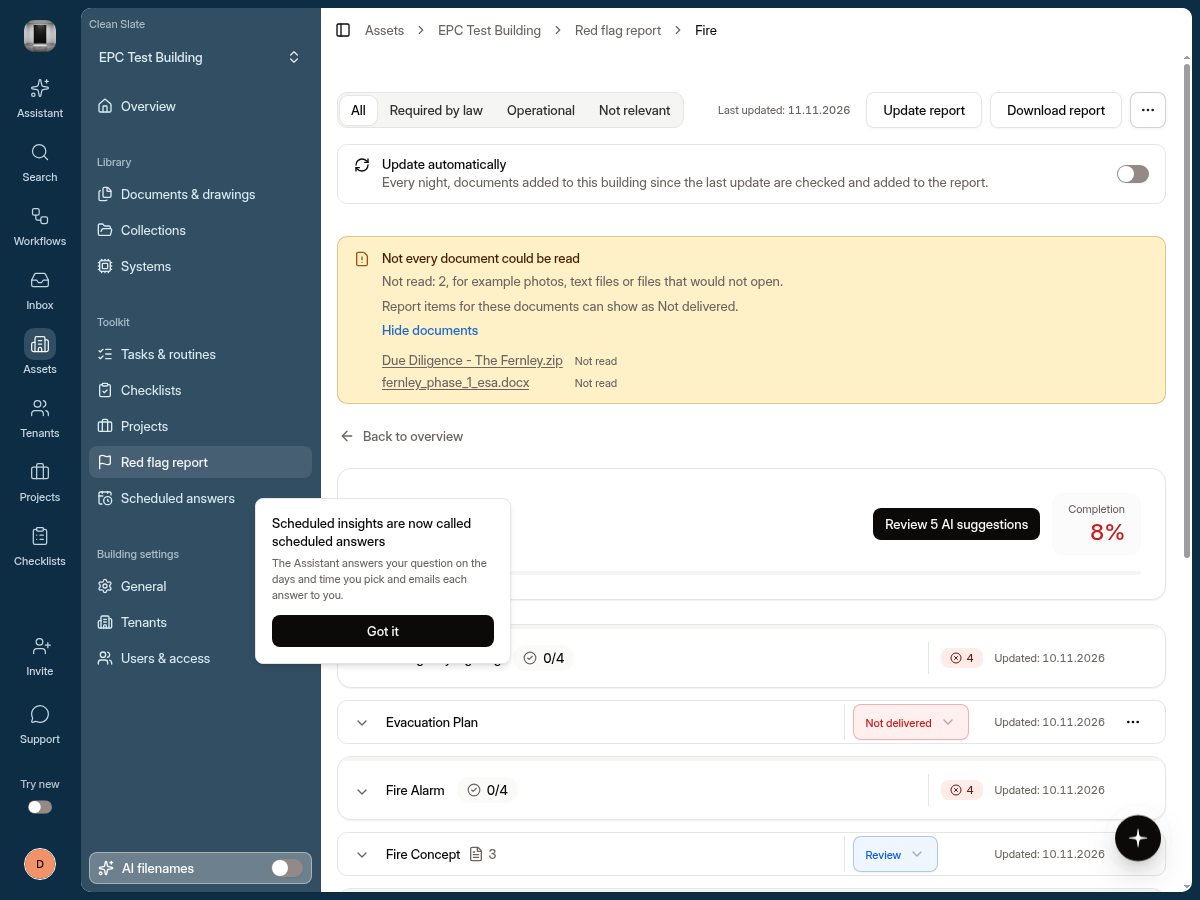 Clean Slate
EPC Test Building
Assistant
Search
Workflows
Inbox
Assets
Tenants
Projects
Checklists
Invite
Support
Try new
D
Overview
Library
Documents & drawings
Collections
Systems
Toolkit
Tasks & routines
Checklists
Projects
Red flag report
Scheduled answers
Building settings
General
Tenants
Users & access
AI filenames
Assets > EPC Test Building > Red flag report > Fire
All Required by law Operational Not relevant
Last updated: 11.11.2026
Update report
Download report
Update automatically
Every night, documents added to this building since the last update are checked and added to the report.
Not every document could be read
Not read: 2, for example photos, text files or files that would not open.
Report items for these documents can show as Not delivered.
Hide documents
Due Diligence - The Fernley.zip Not read
fernley_phase_1_esa.docx Not read
Back to overview
Scheduled insights are now called
scheduled answers
The Assistant answers your question on the
days and time you pick and emails each
answer to you.
Got it
Review 5 AI suggestions
Completion
8%
0/4 4 Updated: 10.11.2026
Evacuation Plan Not delivered Updated: 10.11.2026
Fire Alarm 0/4 4 Updated: 10.11.2026
Fire Concept 3 Review Updated: 10.11.2026